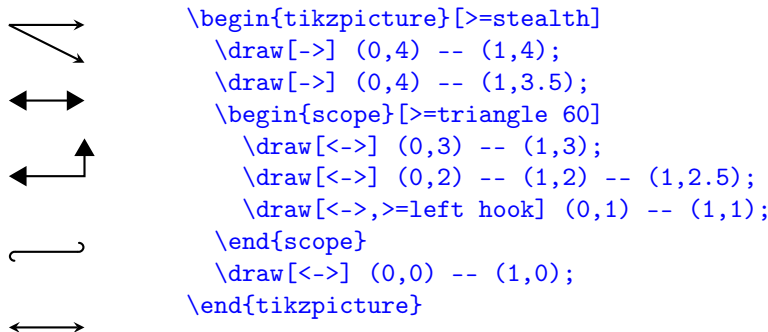 \begin{tikzpicture}[>=stealth]
\draw[->] (0,4) -- (1,4);
\draw[->] (0,4) -- (1,3.5);
\begin{scope}[>=triangle 60]
\draw[<->] (0,3) -- (1,3);
\draw[<->] (0,2) -- (1,2) -- (1,2.5);
\draw[<->,>=left hook] (0,1) -- (1,1);
\end{scope}
\draw[<->] (0,0) -- (1,0);
\end{tikzpicture}